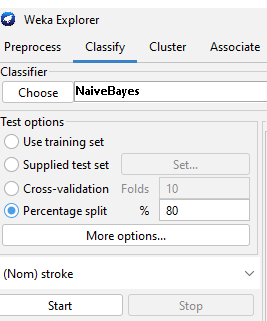 Weka Explorer
Preprocess Classify Cluster Associate
Classifier
Choose NaiveBayes
Test options
Use training set
Supplied test set Set...
Cross-validation Folds 10
Percentage split % 80
More options...
(Nom) stroke
Start Stop